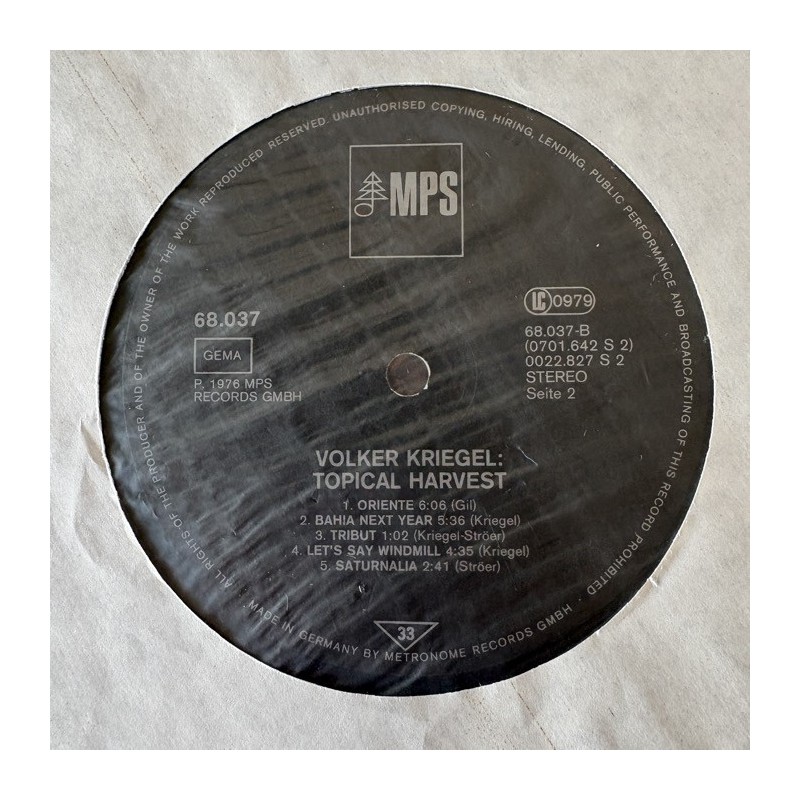 ALL RIGHTS OF THE PRODUCER AND OF THE OWNER OF THE WORK REPRODUCED RESERVED. UNAUTHORISED COPYING, HIRING, LENDING, PUBLIC PERFORMANCE AND BROADCASTING OF THIS RECORD PROHIBITED ·
MPS
68.037
GEMA
P. 1976 MPS
RECORDS GMBH
LC 0979
68.037-B
(0701.642 S 2)
0022.827 S 2
STEREO
Seite 2
VOLKER KRIEGEL:
TOPICAL HARVEST
1. ORIENTE 6:06 (Gil)
2. BAHIA NEXT YEAR 5:36 (Kriegel)
3. TRIBUT 1:02 (Kriegel-Ströer)
4. LET'S SAY WINDMILL 4:35 (Kriegel)
5. SATURNALIA 2:41 (Ströer)
33
MADE IN GERMANY BY METRONOME RECORDS GMBH